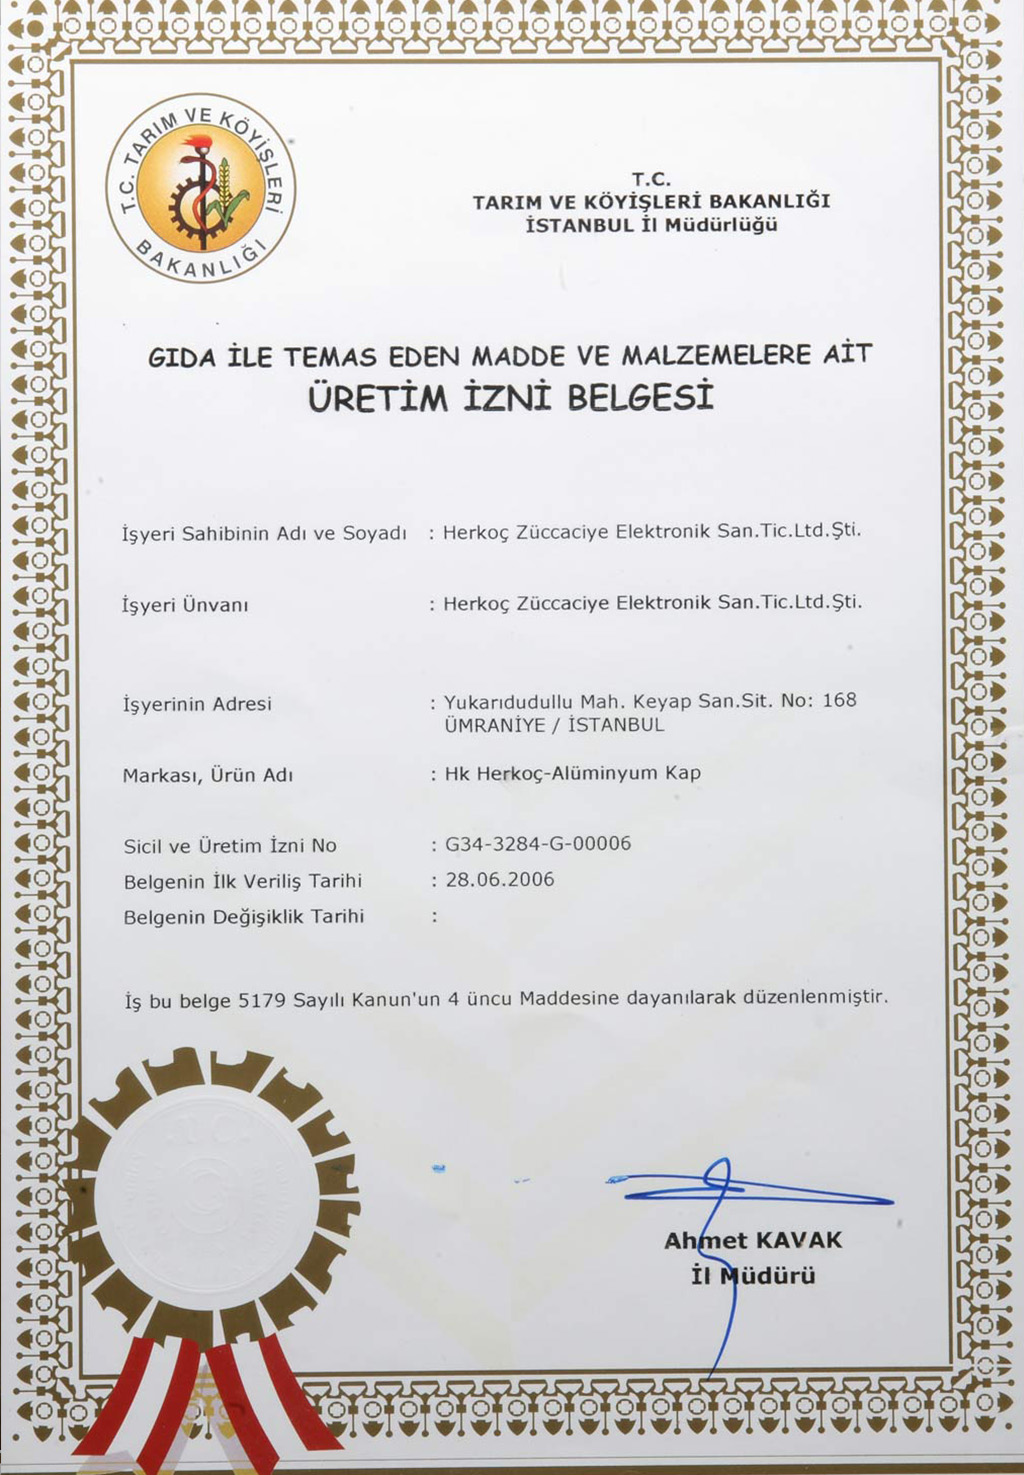 T.C. TARIM VE KÖYİŞLERİ
BAKANLIĞI
T.C.
TARIM VE KÖYİŞLERİ BAKANLIĞI
İSTANBUL İl Müdürlüğü
GIDA İLE TEMAS EDEN MADDE VE MALZEMELERE AİT
ÜRETİM İZNİ BELGESİ
İşyeri Sahibinin Adı ve Soyadı : Herkoç Züccaciye Elektronik San.Tic.Ltd.Şti.
İşyeri Ünvanı : Herkoç Züccaciye Elektronik San.Tic.Ltd.Şti.
İşyerinin Adresi : Yukarıdudullu Mah. Keyap San.Sit. No: 168
ÜMRANİYE / İSTANBUL
Markası, Ürün Adı : Hk Herkoç-Alüminyum Kap
Sicil ve Üretim İzni No : G34-3284-G-00006
Belgenin İlk Veriliş Tarihi : 28.06.2006
Belgenin Değişiklik Tarihi :
İş bu belge 5179 Sayılı Kanun'un 4 üncu Maddesine dayanılarak düzenlenmiştir.
Ahmet KAVAK
İl Müdürü